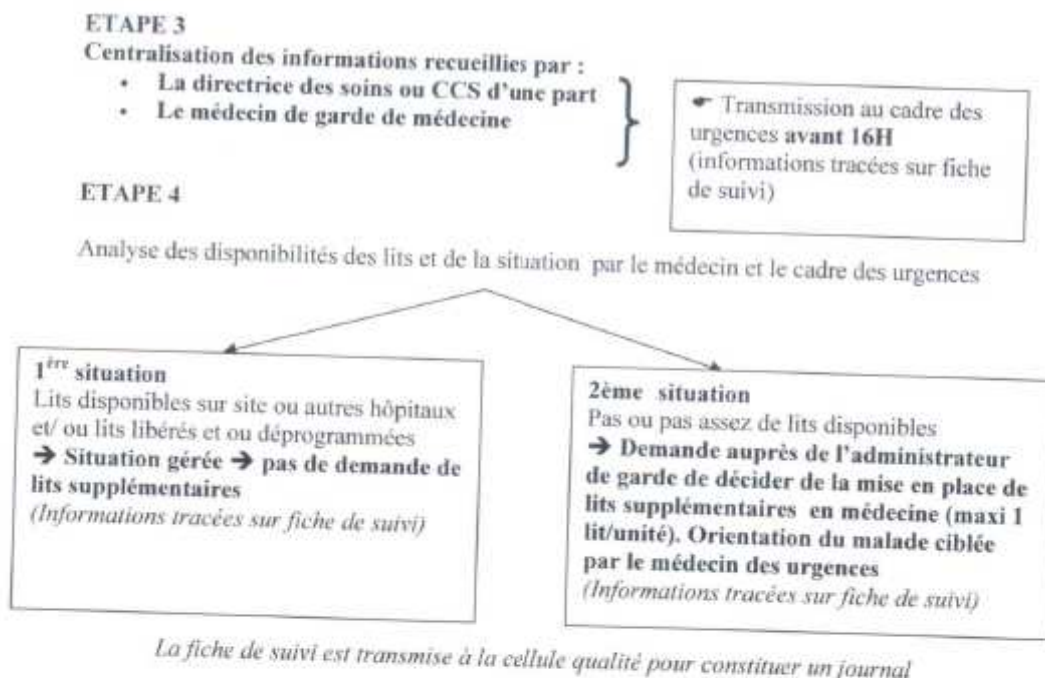 ETAPE 3
Centralisation des informations recueillies par :
• La directrice des soins ou CCS d'une part
• Le médecin de garde de médecine
☛ Transmission au cadre des
urgences avant 16H
(informations tracées sur fiche
de suivi)
ETAPE 4
Analyse des disponibilités des lits et de la situation par le médecin et le cadre des urgences
1ère situation
Lits disponibles sur site ou autres hôpitaux
et/ ou lits libérés et ou déprogrammées
➔ Situation gérée ➔ pas de demande de
lits supplémentaires
(Informations tracées sur fiche de suivi)
2ème situation
Pas ou pas assez de lits disponibles
➔ Demande auprès de l'administrateur
de garde de décider de la mise en place de
lits supplémentaires en médecine (maxi 1
lit/unité). Orientation du malade ciblée
par le médecin des urgences
(Informations tracées sur fiche de suivi)
La fiche de suivi est transmise à la cellule qualité pour constituer un journal